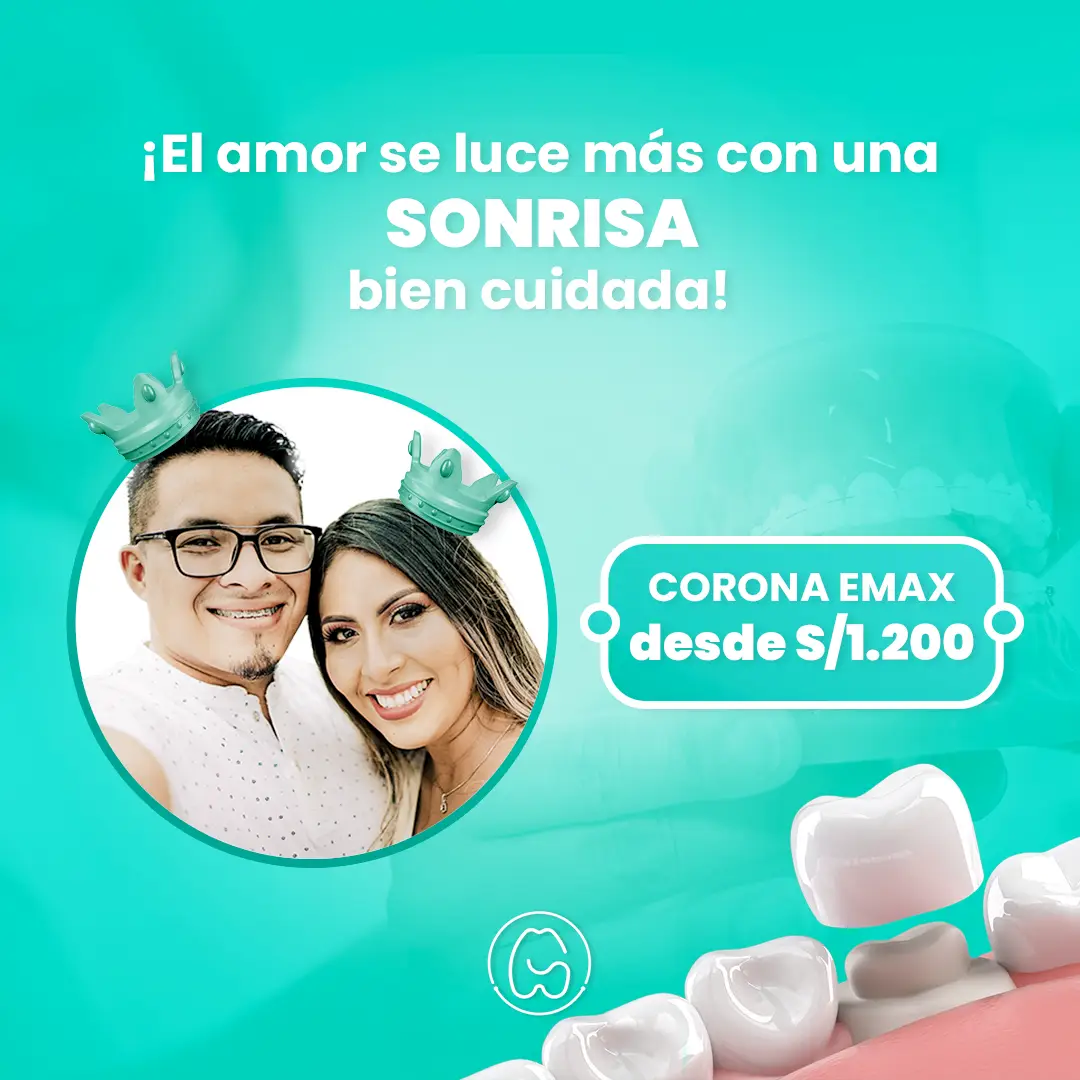 ¡El amor se luce más con una
SONRISA
bien cuidada!
CORONA EMAX
desde S/1.200